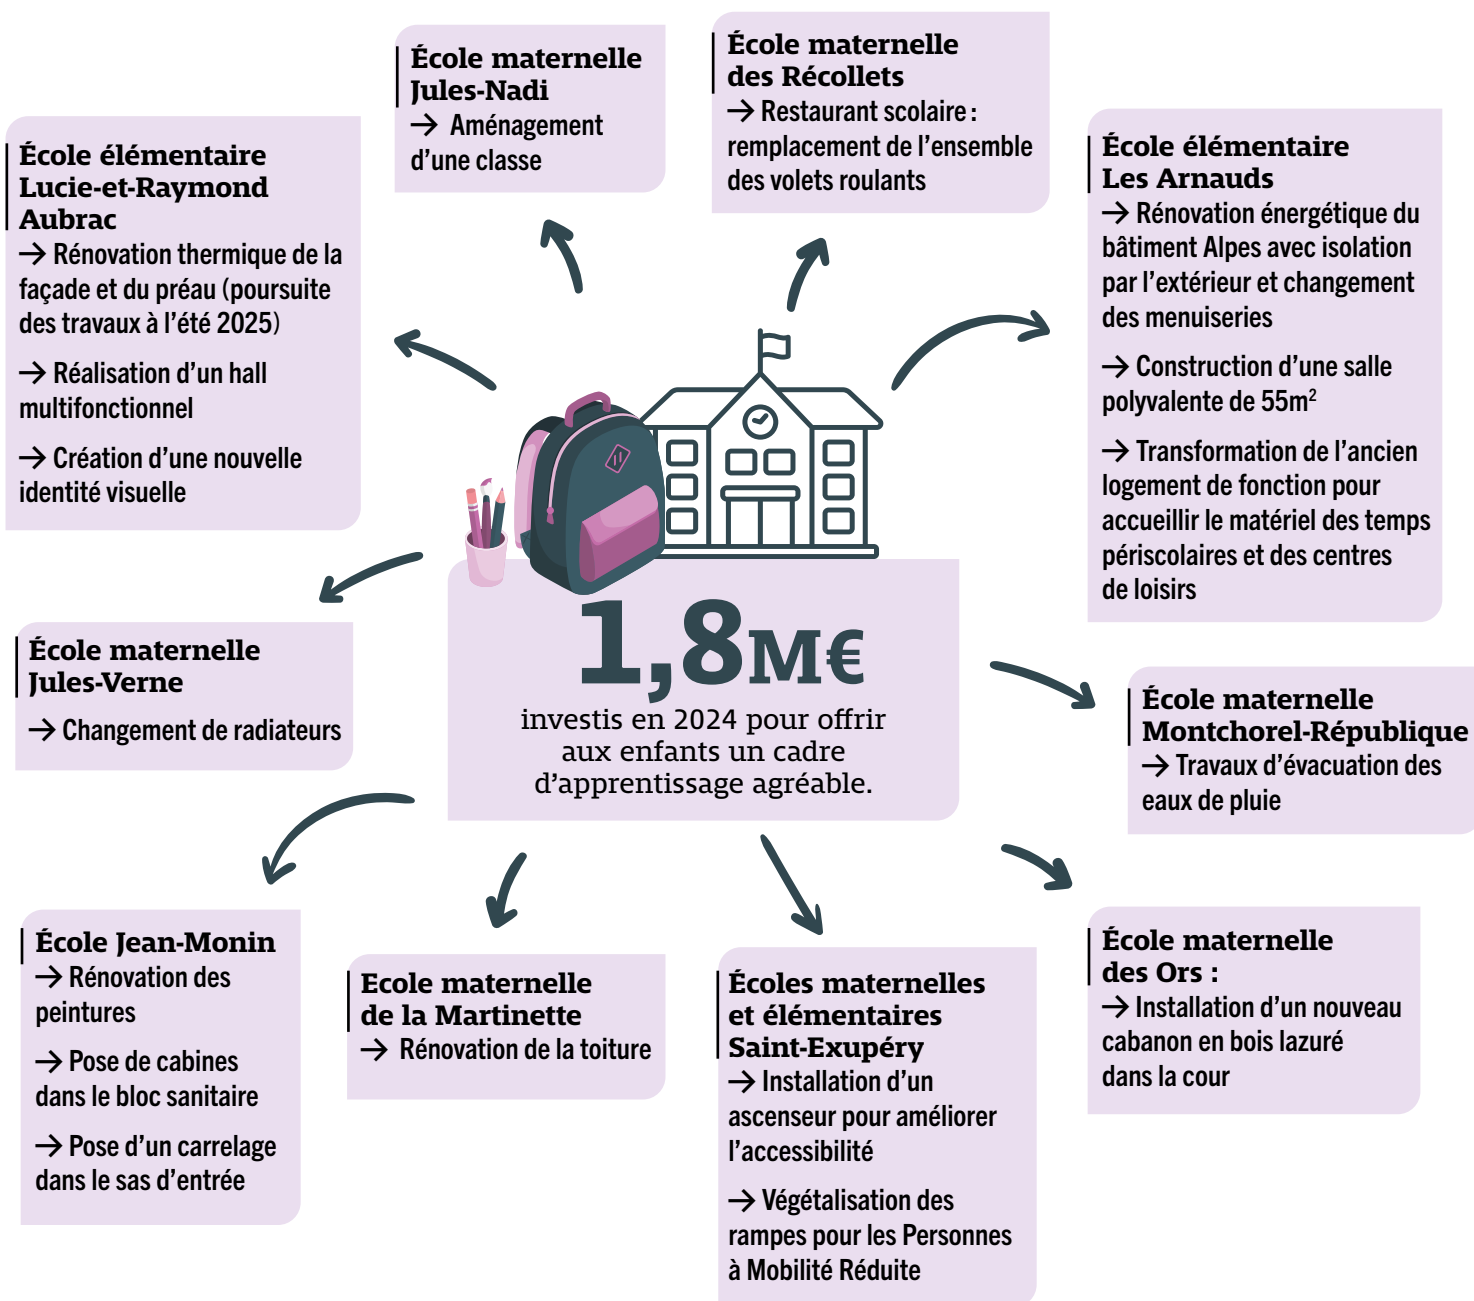 École maternelle
Jules-Nadi
→ Aménagement
d’une classe
École maternelle
des Récollets
→ Restaurant scolaire :
remplacement de l’ensemble
des volets roulants
École élémentaire
Lucie-et-Raymond
Aubrac
→ Rénovation thermique de la
façade et du préau (poursuite
des travaux à l’été 2025)
→ Réalisation d’un hall
multifonctionnel
→ Création d’une nouvelle
identité visuelle
École élémentaire
Les Arnauds
→ Rénovation énergétique du
bâtiment Alpes avec isolation
par l’extérieur et changement
des menuiseries
→ Construction d’une salle
polyvalente de 55m²
→ Transformation de l’ancien
logement de fonction pour
accueillir le matériel des temps
périscolaires et des centres
de loisirs
1,8M€
investis en 2024 pour offrir
aux enfants un cadre
d’apprentissage agréable.
École maternelle
Jules-Verne
→ Changement de radiateurs
École maternelle
Montchorel-République
→ Travaux d’évacuation des
eaux de pluie
École Jean-Monin
→ Rénovation des
peintures
→ Pose de cabines
dans le bloc sanitaire
→ Pose d’un carrelage
dans le sas d’entrée
Ecole maternelle
de la Martinette
→ Rénovation de la toiture
Écoles maternelles
et élémentaires
Saint-Exupéry
→ Installation d’un
ascenseur pour améliorer
l’accessibilité
→ Végétalisation des
rampes pour les Personnes
à Mobilité Réduite
École maternelle
des Ors :
→ Installation d’un nouveau
cabanon en bois lazuré
dans la cour